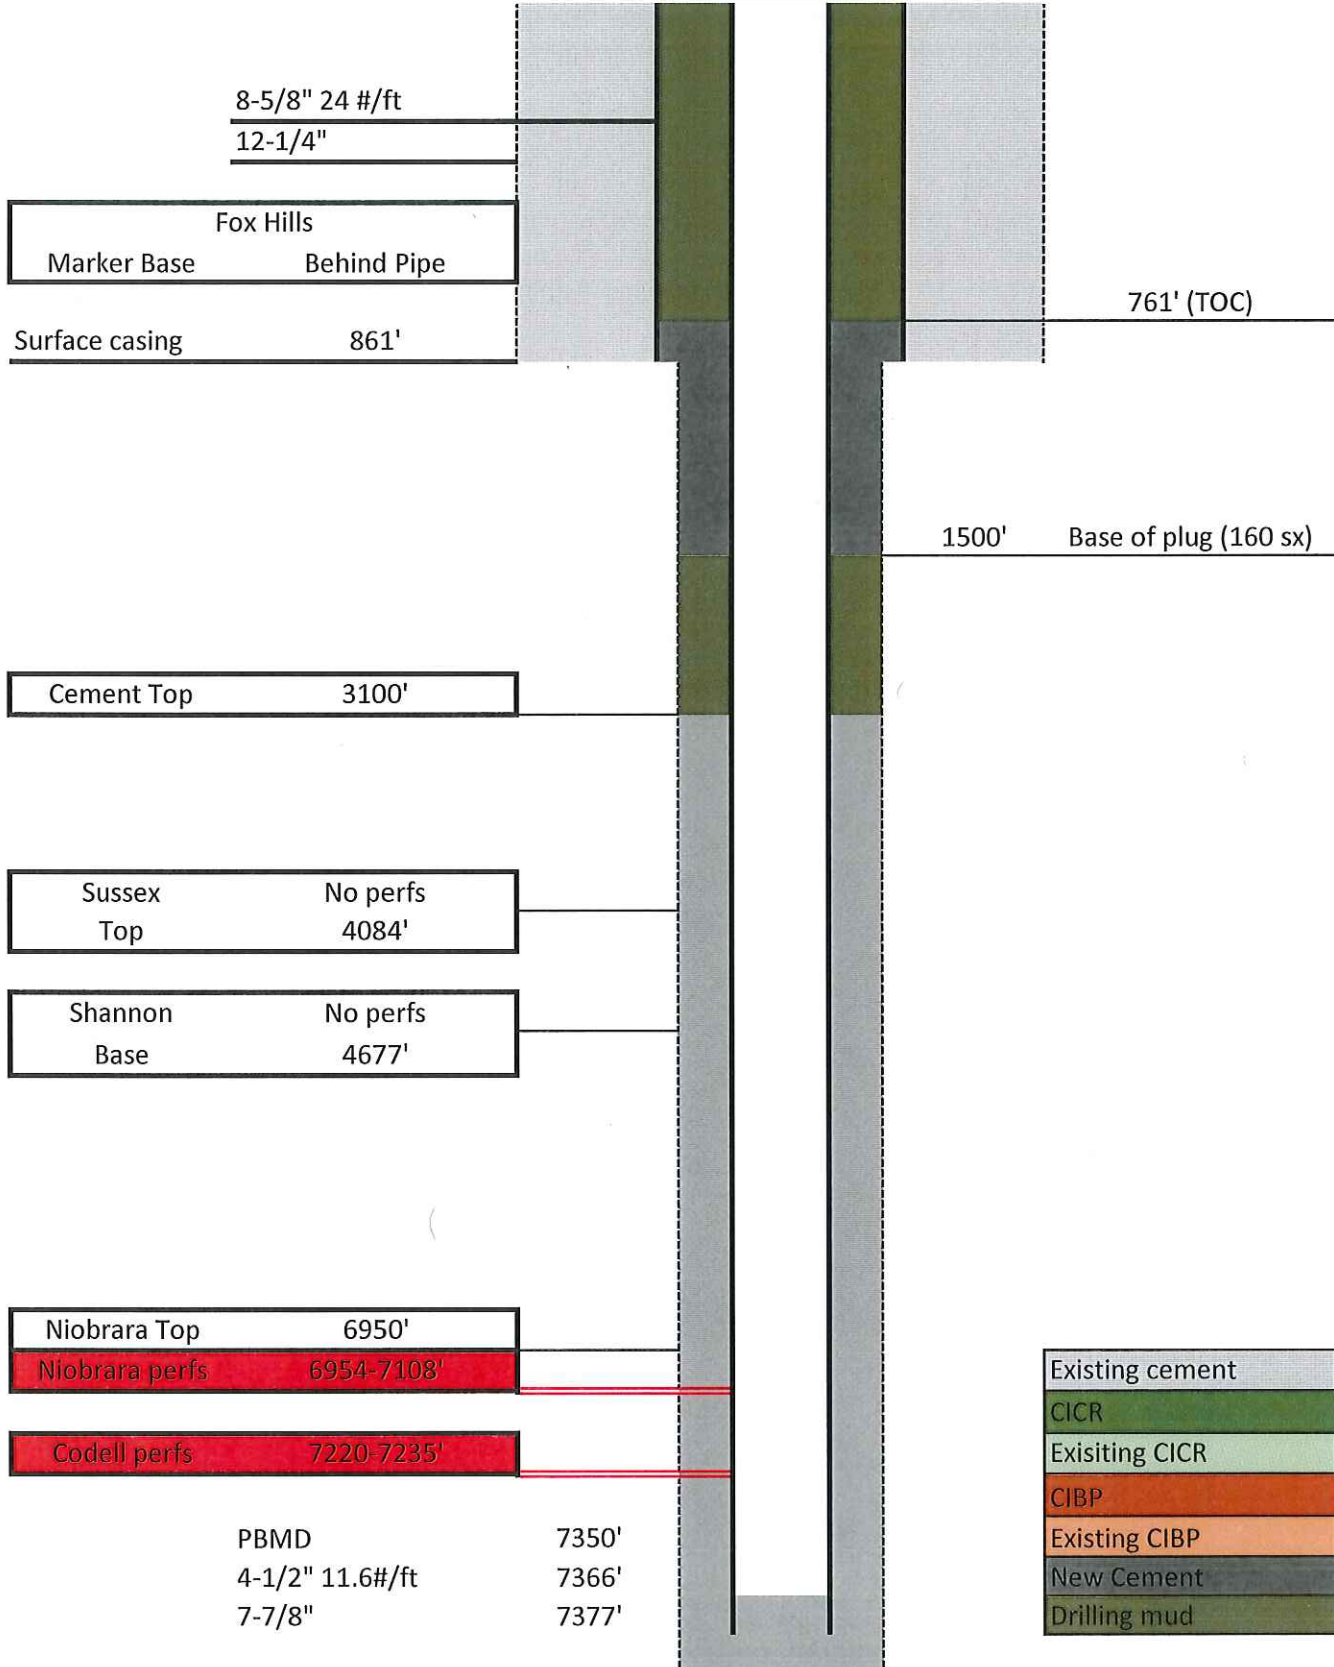 8-5/8" 24 #/ft
12-1/4"
Fox Hills
Marker Base Behind Pipe
761' (TOC)
Surface casing 861'
1500' Base of plug (160 sx)
Cement Top 3100'
Sussex No perfs
Top 4084'
Shannon No perfs
Base 4677'
Niobrara Top 6950'
Niobrara perfs 6954-7108'
Codell perfs 7220-7235'
PBMD 7350'
4-1/2" 11.6#/ft 7366'
7-7/8" 7377'
Existing cement
CICR
Exisiting CICR
CIBP
Existing CIBP
New Cement
Drilling mud